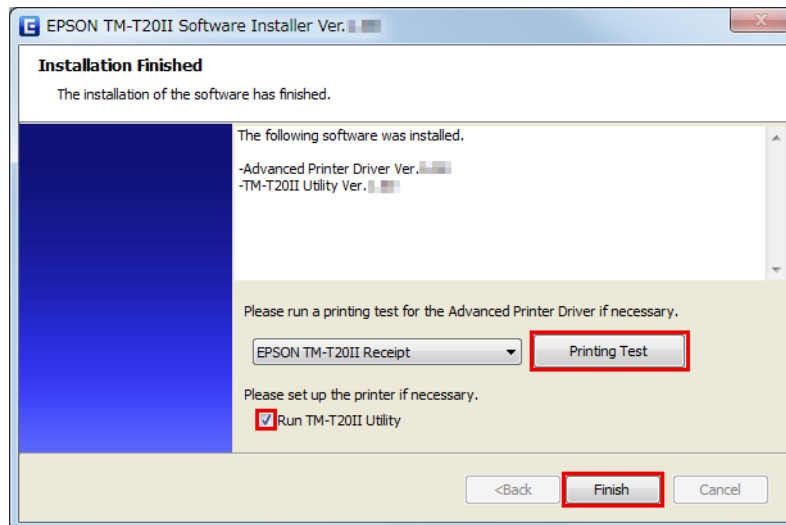 EPSON TM-T20II Software Installer Ver.
Installation Finished
The installation of the software has finished.
The following software was installed.
-Advanced Printer Driver Ver.
-TM-T20II Utility Ver.
Please run a printing test for the Advanced Printer Driver if necessary.
EPSON TM-T20II Receipt
Printing Test
Please set up the printer if necessary.
Run TM-T20II Utility
<Back
Finish
Cancel